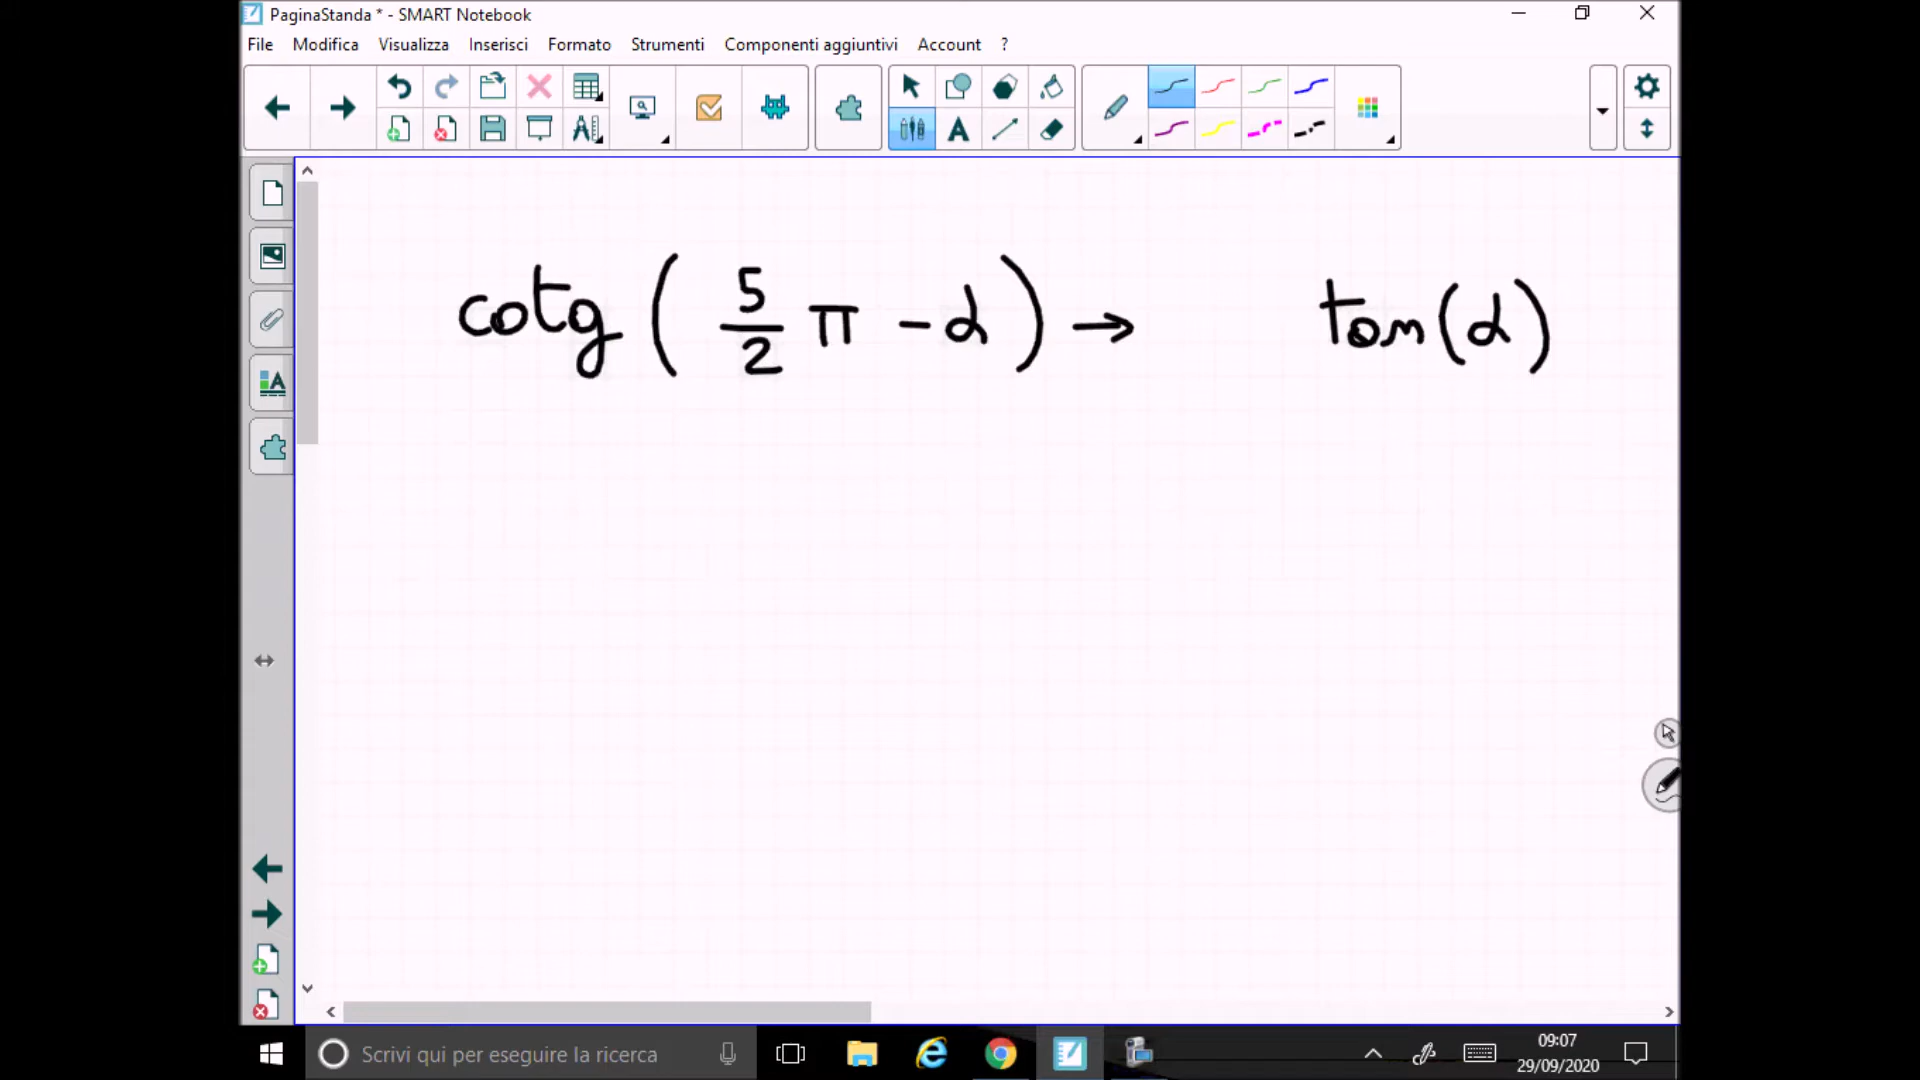 PaginaStanda * - SMART Notebook
File Modifica Visualizza Inserisci Formato Strumenti Componenti aggiuntivi Account ?
cotg ( 5/2 π - α ) → tan(α)
Scrivi qui per eseguire la ricerca
09:07
29/09/2020